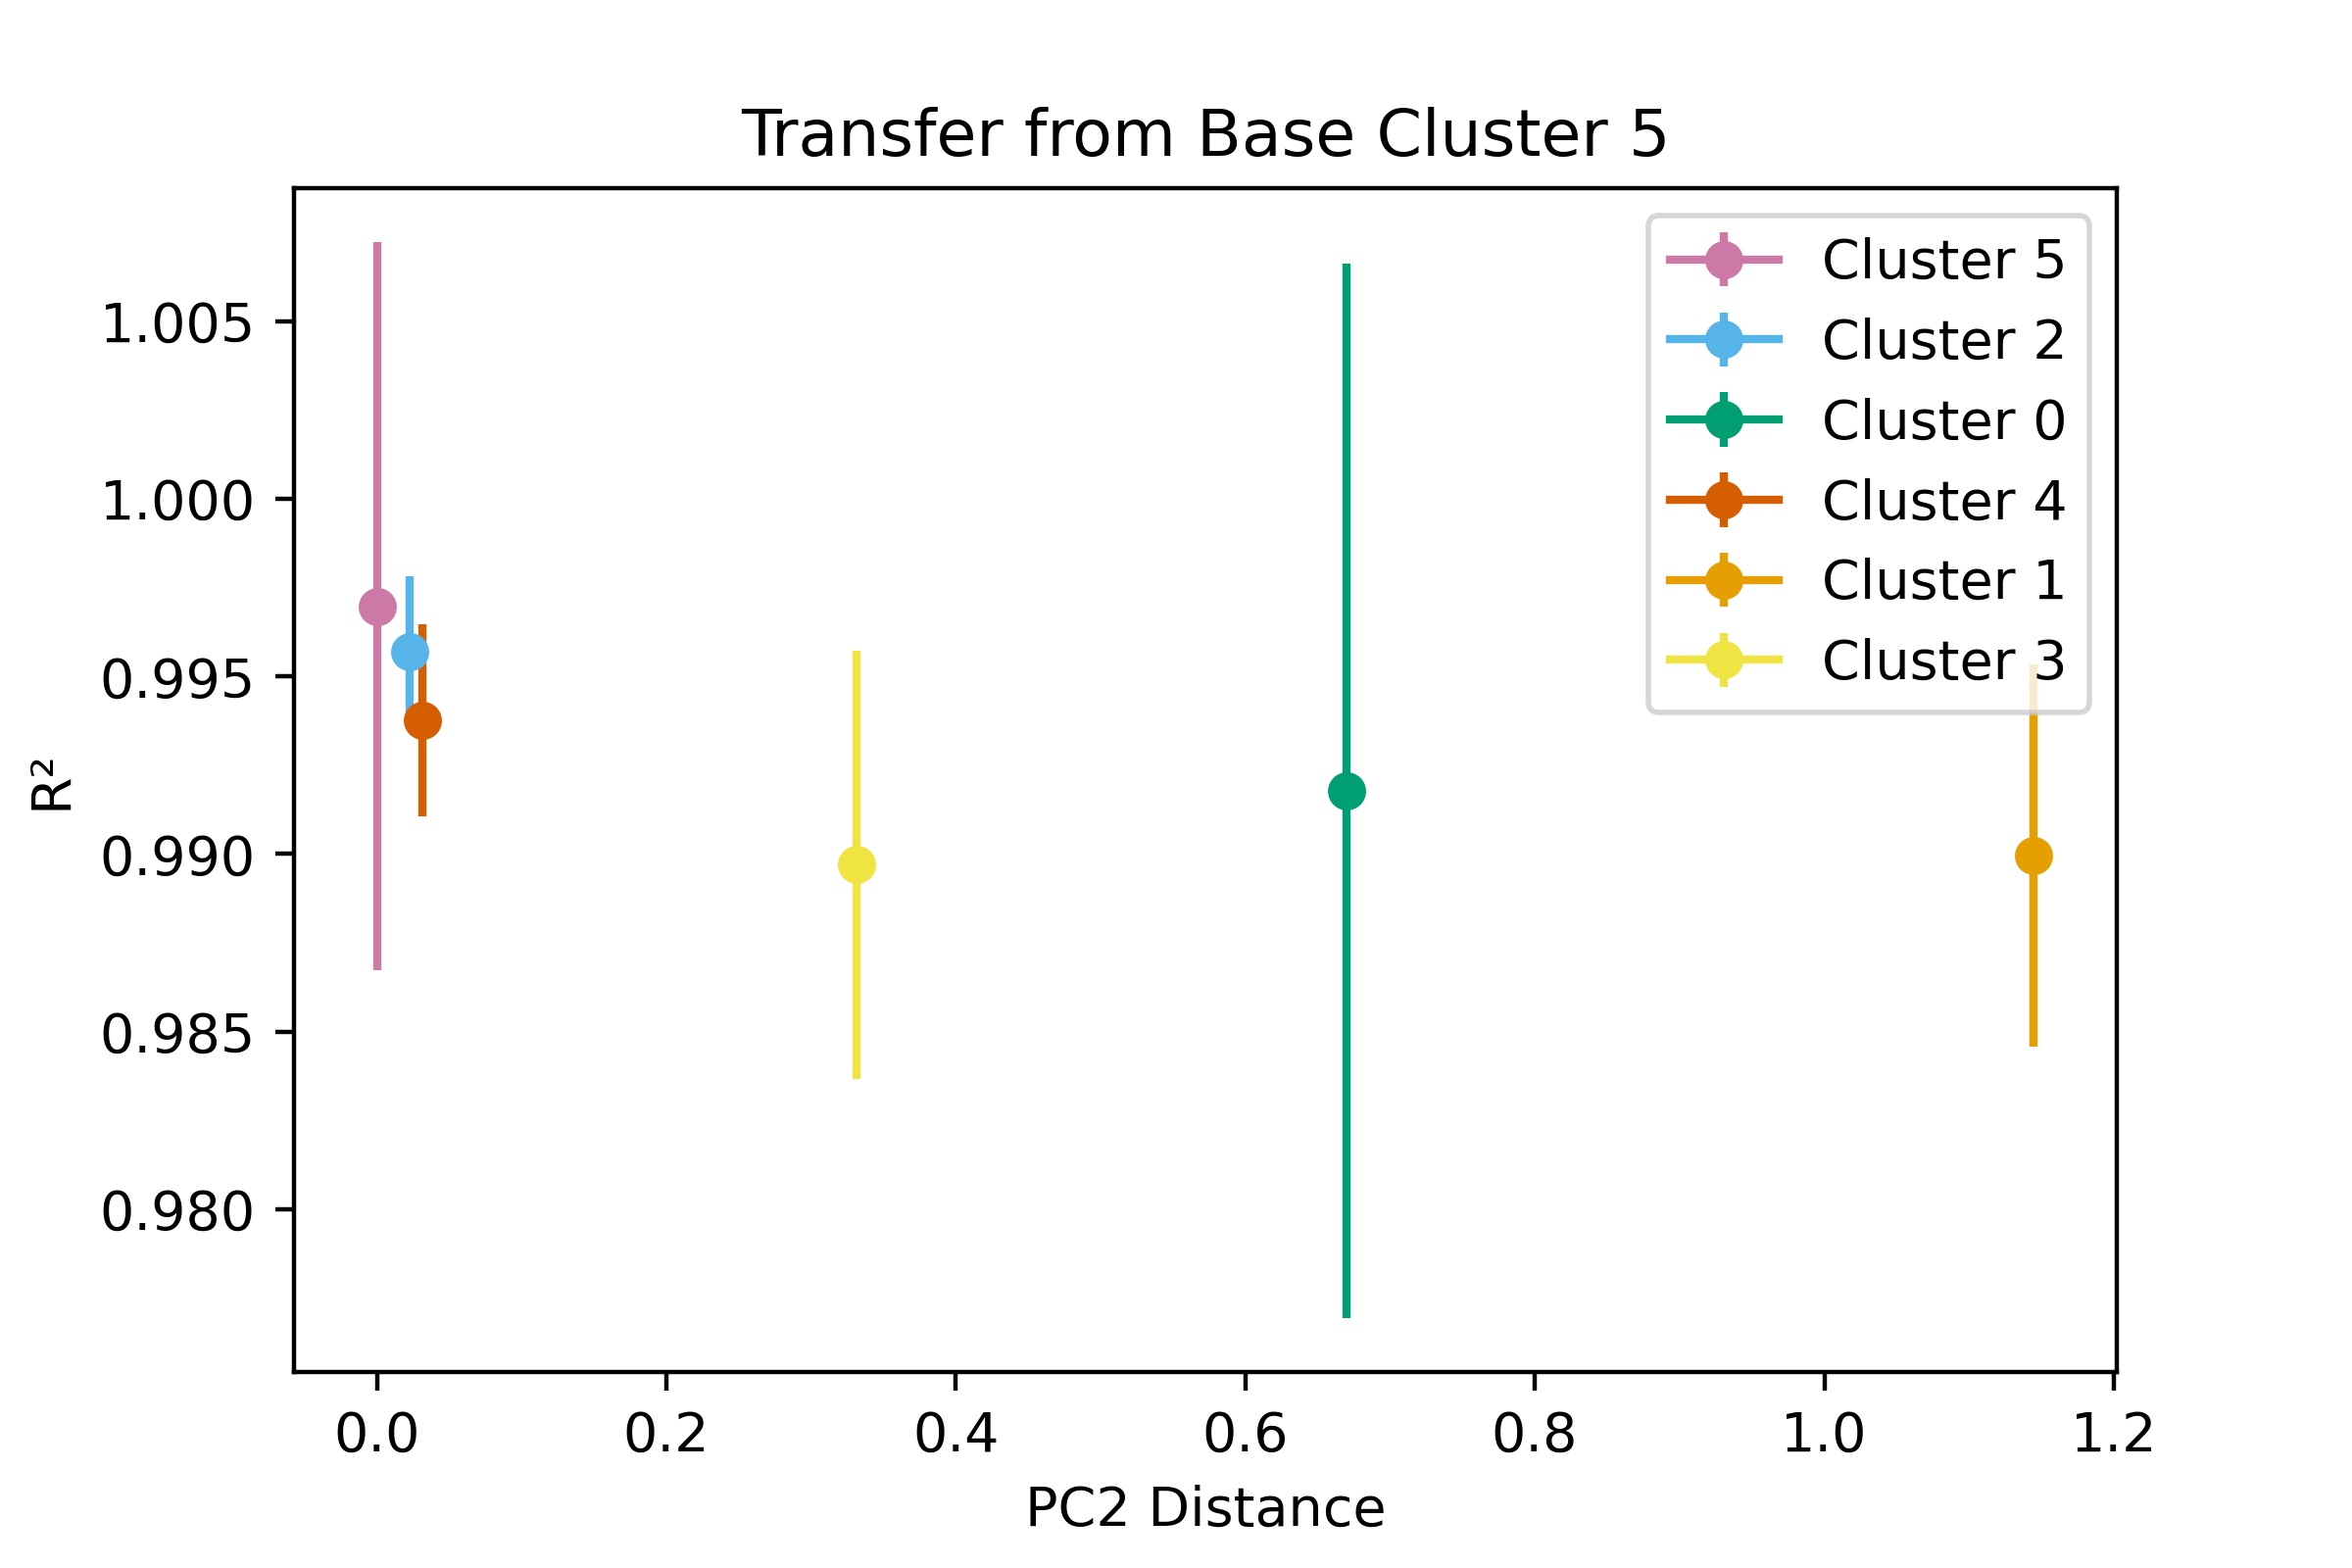 Transfer from Base Cluster 5
Cluster 5
Cluster 2
Cluster 0
Cluster 4
Cluster 1
Cluster 3
1.005
1.000
0.995
0.990
0.985
0.980
R²
0.0 0.2 0.4 0.6 0.8 1.0 1.2
PC2 Distance